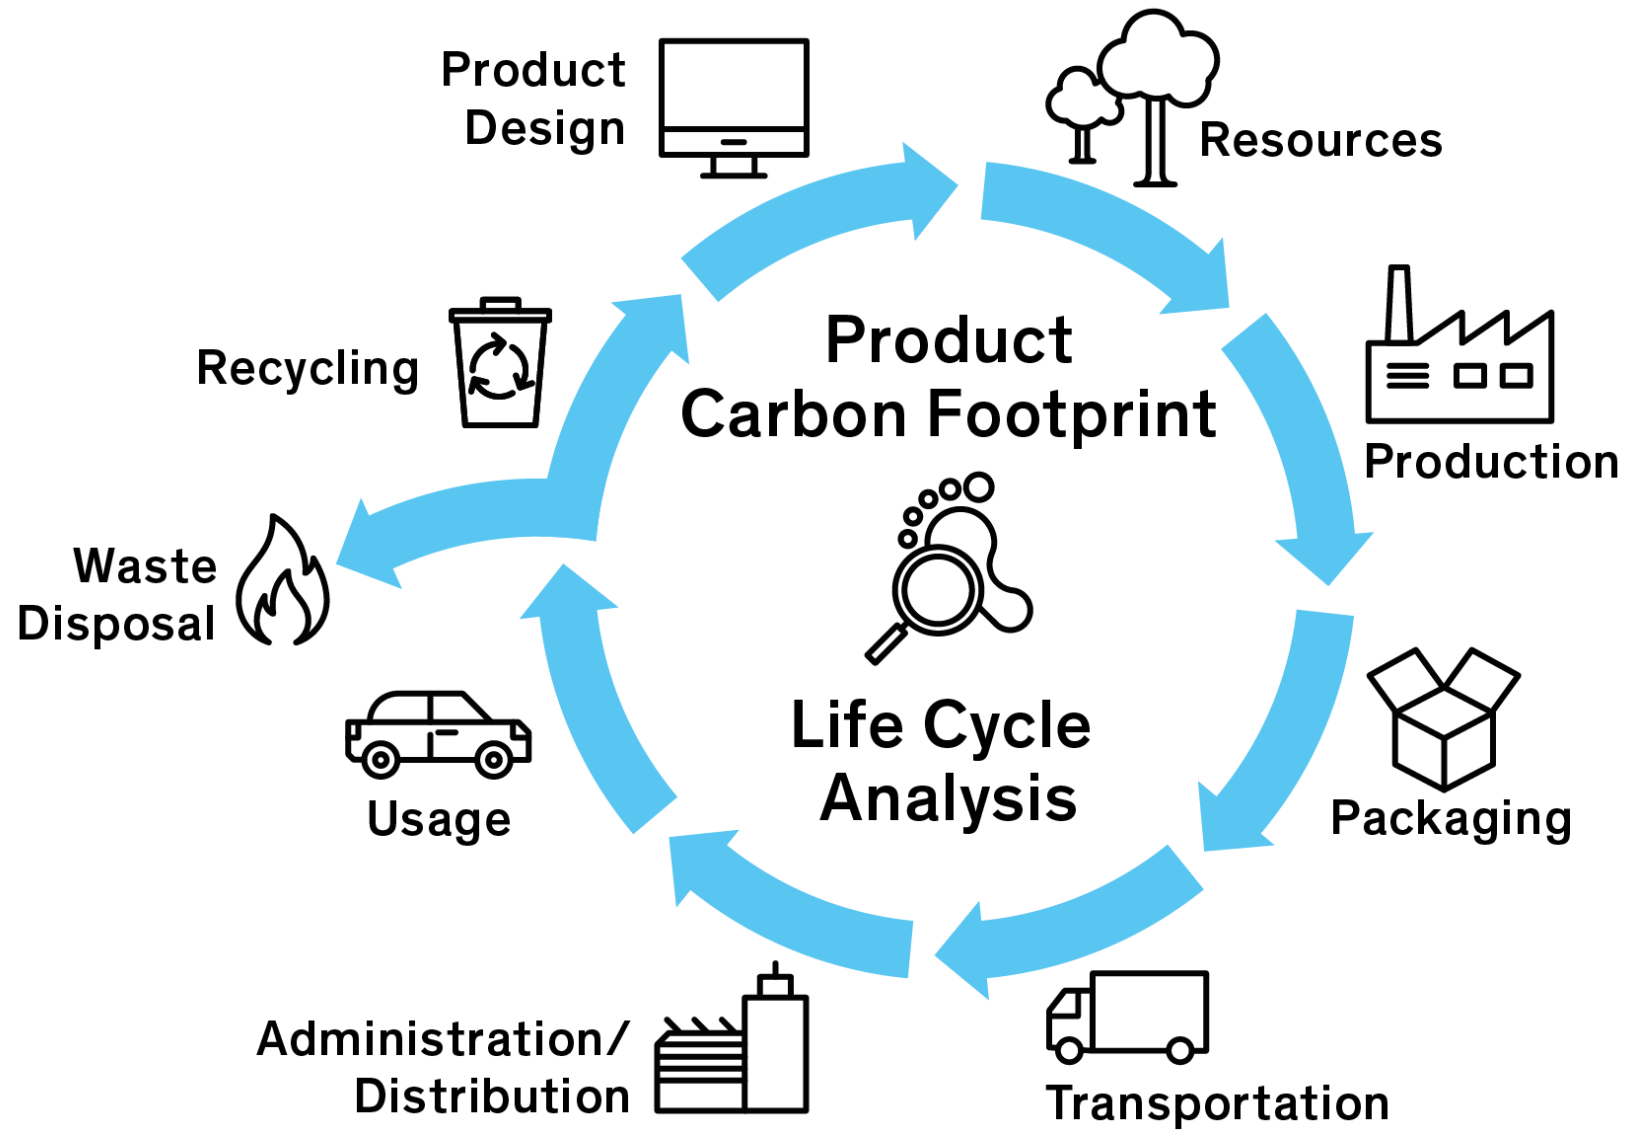 Product
Design
Resources
Recycling
Product
Carbon Footprint
Production
Waste
Disposal
Life Cycle
Analysis
Usage
Packaging
Administration/
Distribution
Transportation